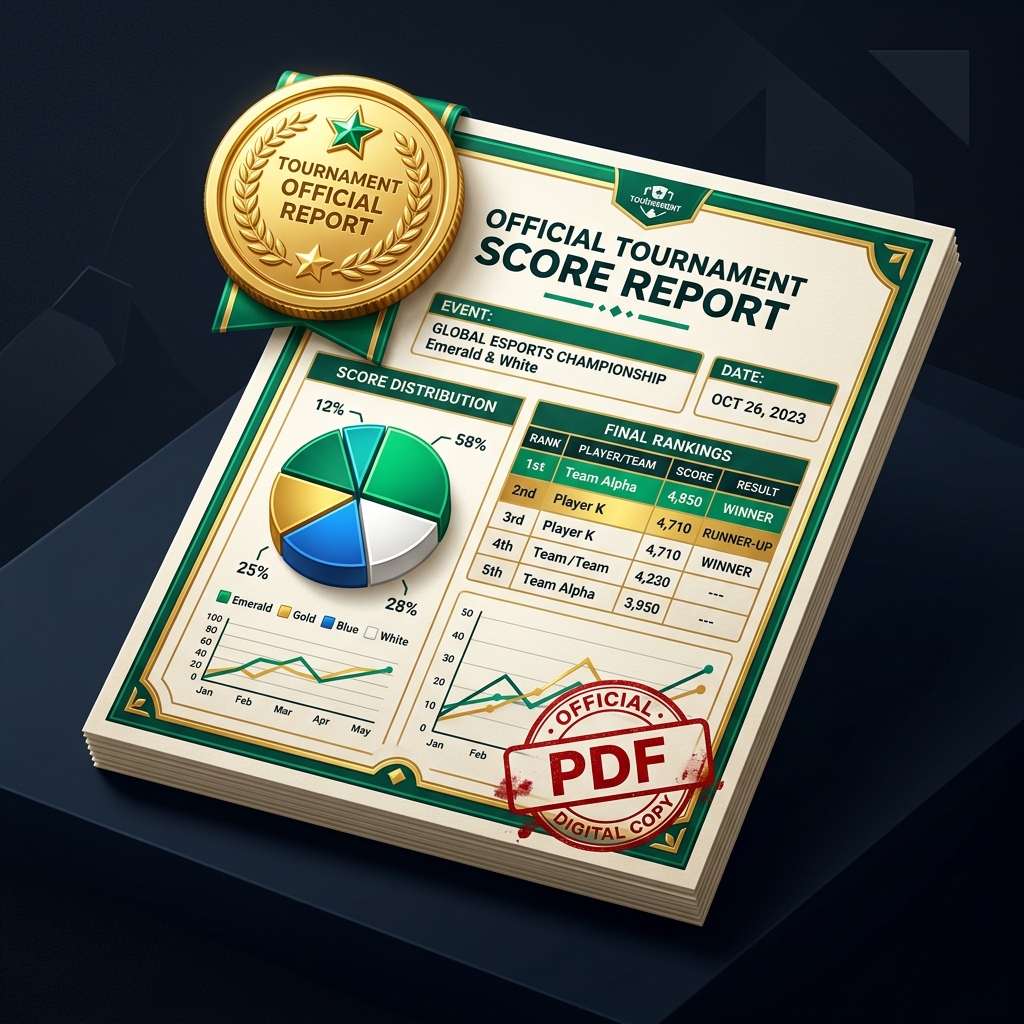 TOURNAMENT
OFFICIAL
REPORT
OFFICIAL TOURNAMENT
SCORE REPORT
EVENT:
GLOBAL ESPORTS CHAMPIONSHIP
Emerald & White
DATE:
OCT 26, 2023
SCORE DISTRIBUTION
12%
58%
25%
28%
Emerald Gold Blue White
100
80
60
40
20
0
Jan Feb Mar Apr May
FINAL RANKINGS
RANK PLAYER/TEAM SCORE RESULT
1st Team Alpha 4,850 WINNER
2nd Player K 4,710 RUNNER-UP
3rd Player K 4,710 WINNER
4th Team/Team 4,230 ---
5th Team Alpha 3,950 ---
50
40
30
20
10
0
Jan Feb
OFFICIAL
PDF
DIGITAL COPY